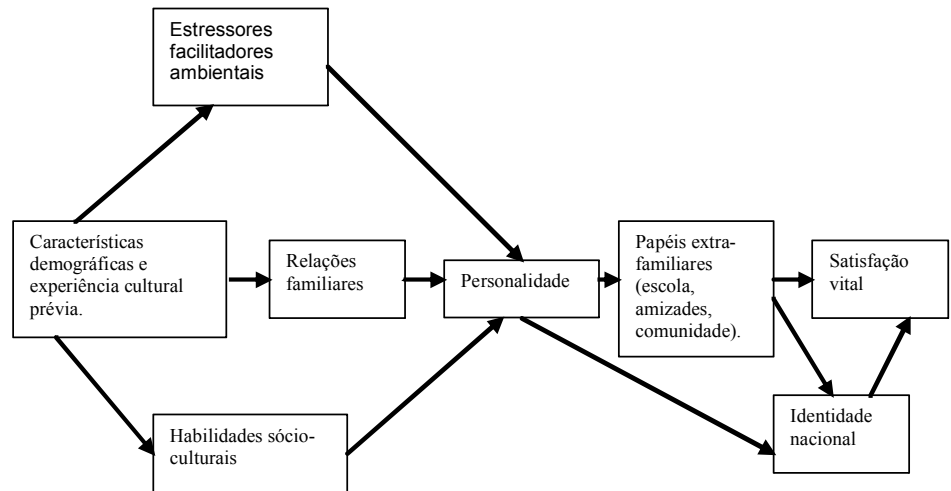 Estressores
facilitadores
ambientais
Características
demográficas e
experiência cultural
prévia.
Relações
familiares
Personalidade
Papéis extra-
familiares
(escola,
amizades,
comunidade).
Satisfação
vital
Habilidades sócio-
culturais
Identidade
nacional